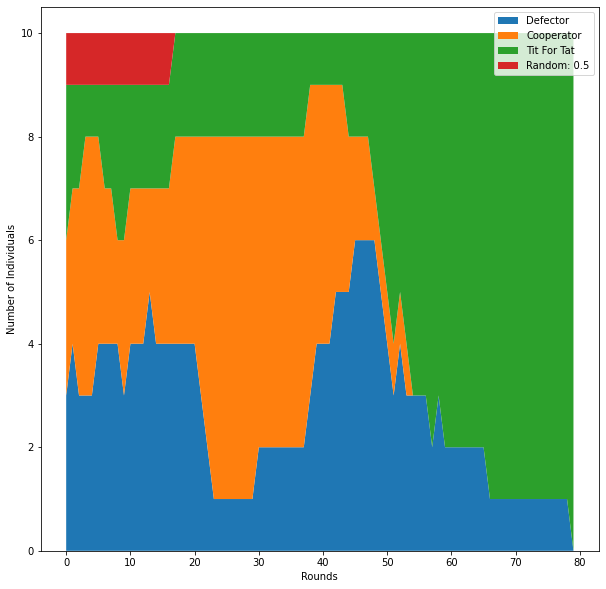 Defector
Cooperator
Tit For Tat
Random: 0.5
Number of Individuals
10
8
6
4
2
0
0 10 20 30 40 50 60 70 80
Rounds